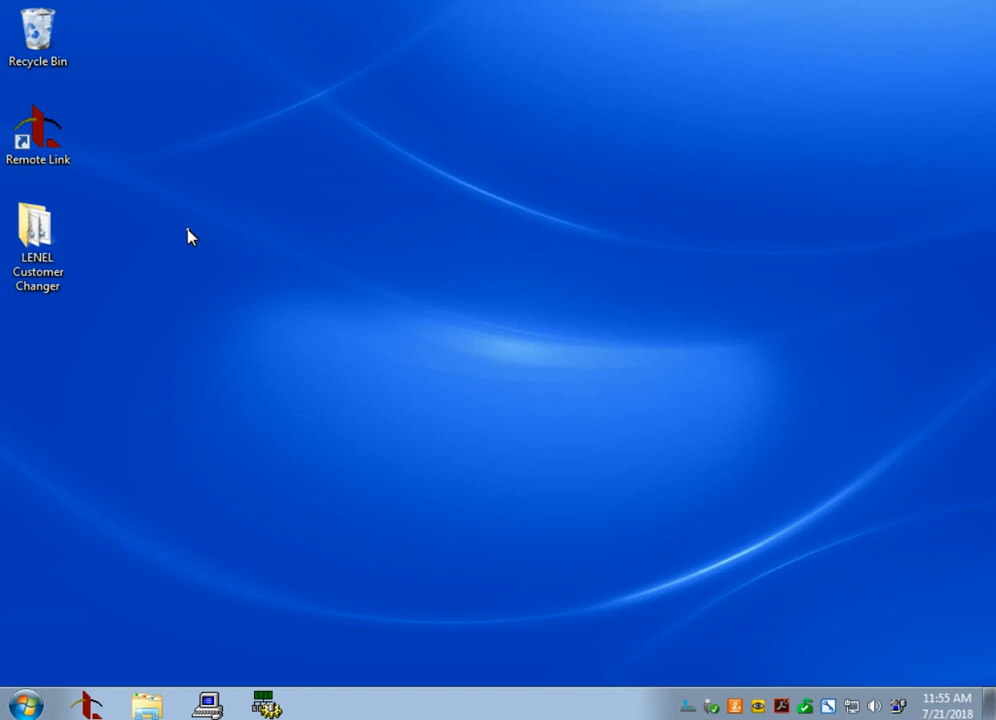 Recycle Bin
Remote Link
LENEL
Customer
Changer
11:55 AM
7/21/2018